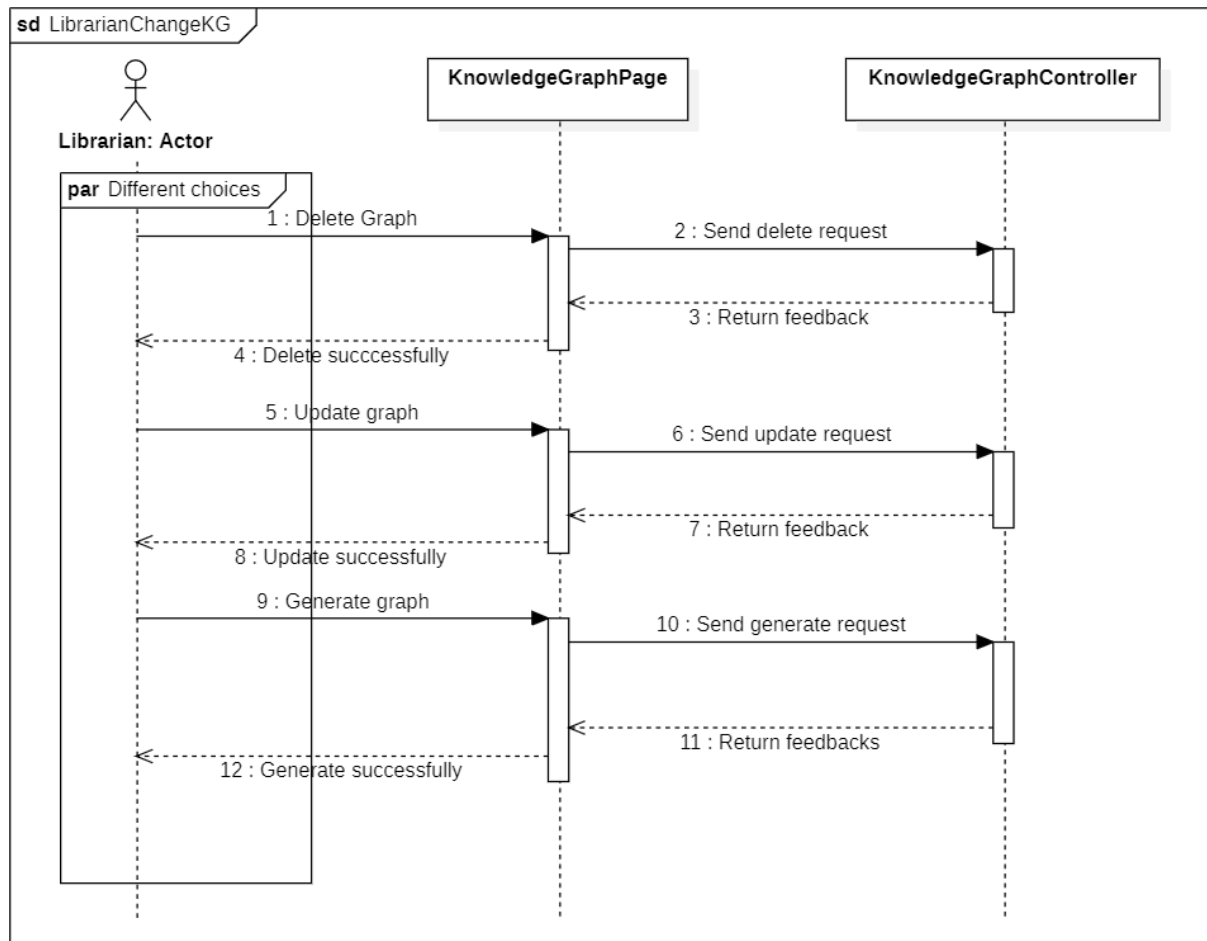 sd LibrarianChangeKG
KnowledgeGraphPage
KnowledgeGraphController
Librarian: Actor
par Different choices
1 : Delete Graph
2 : Send delete request
3 : Return feedback
4 : Delete succcessfully
5 : Update graph
6 : Send update request
7 : Return feedback
8 : Update successfully
9 : Generate graph
10 : Send generate request
11 : Return feedbacks
12 : Generate successfully